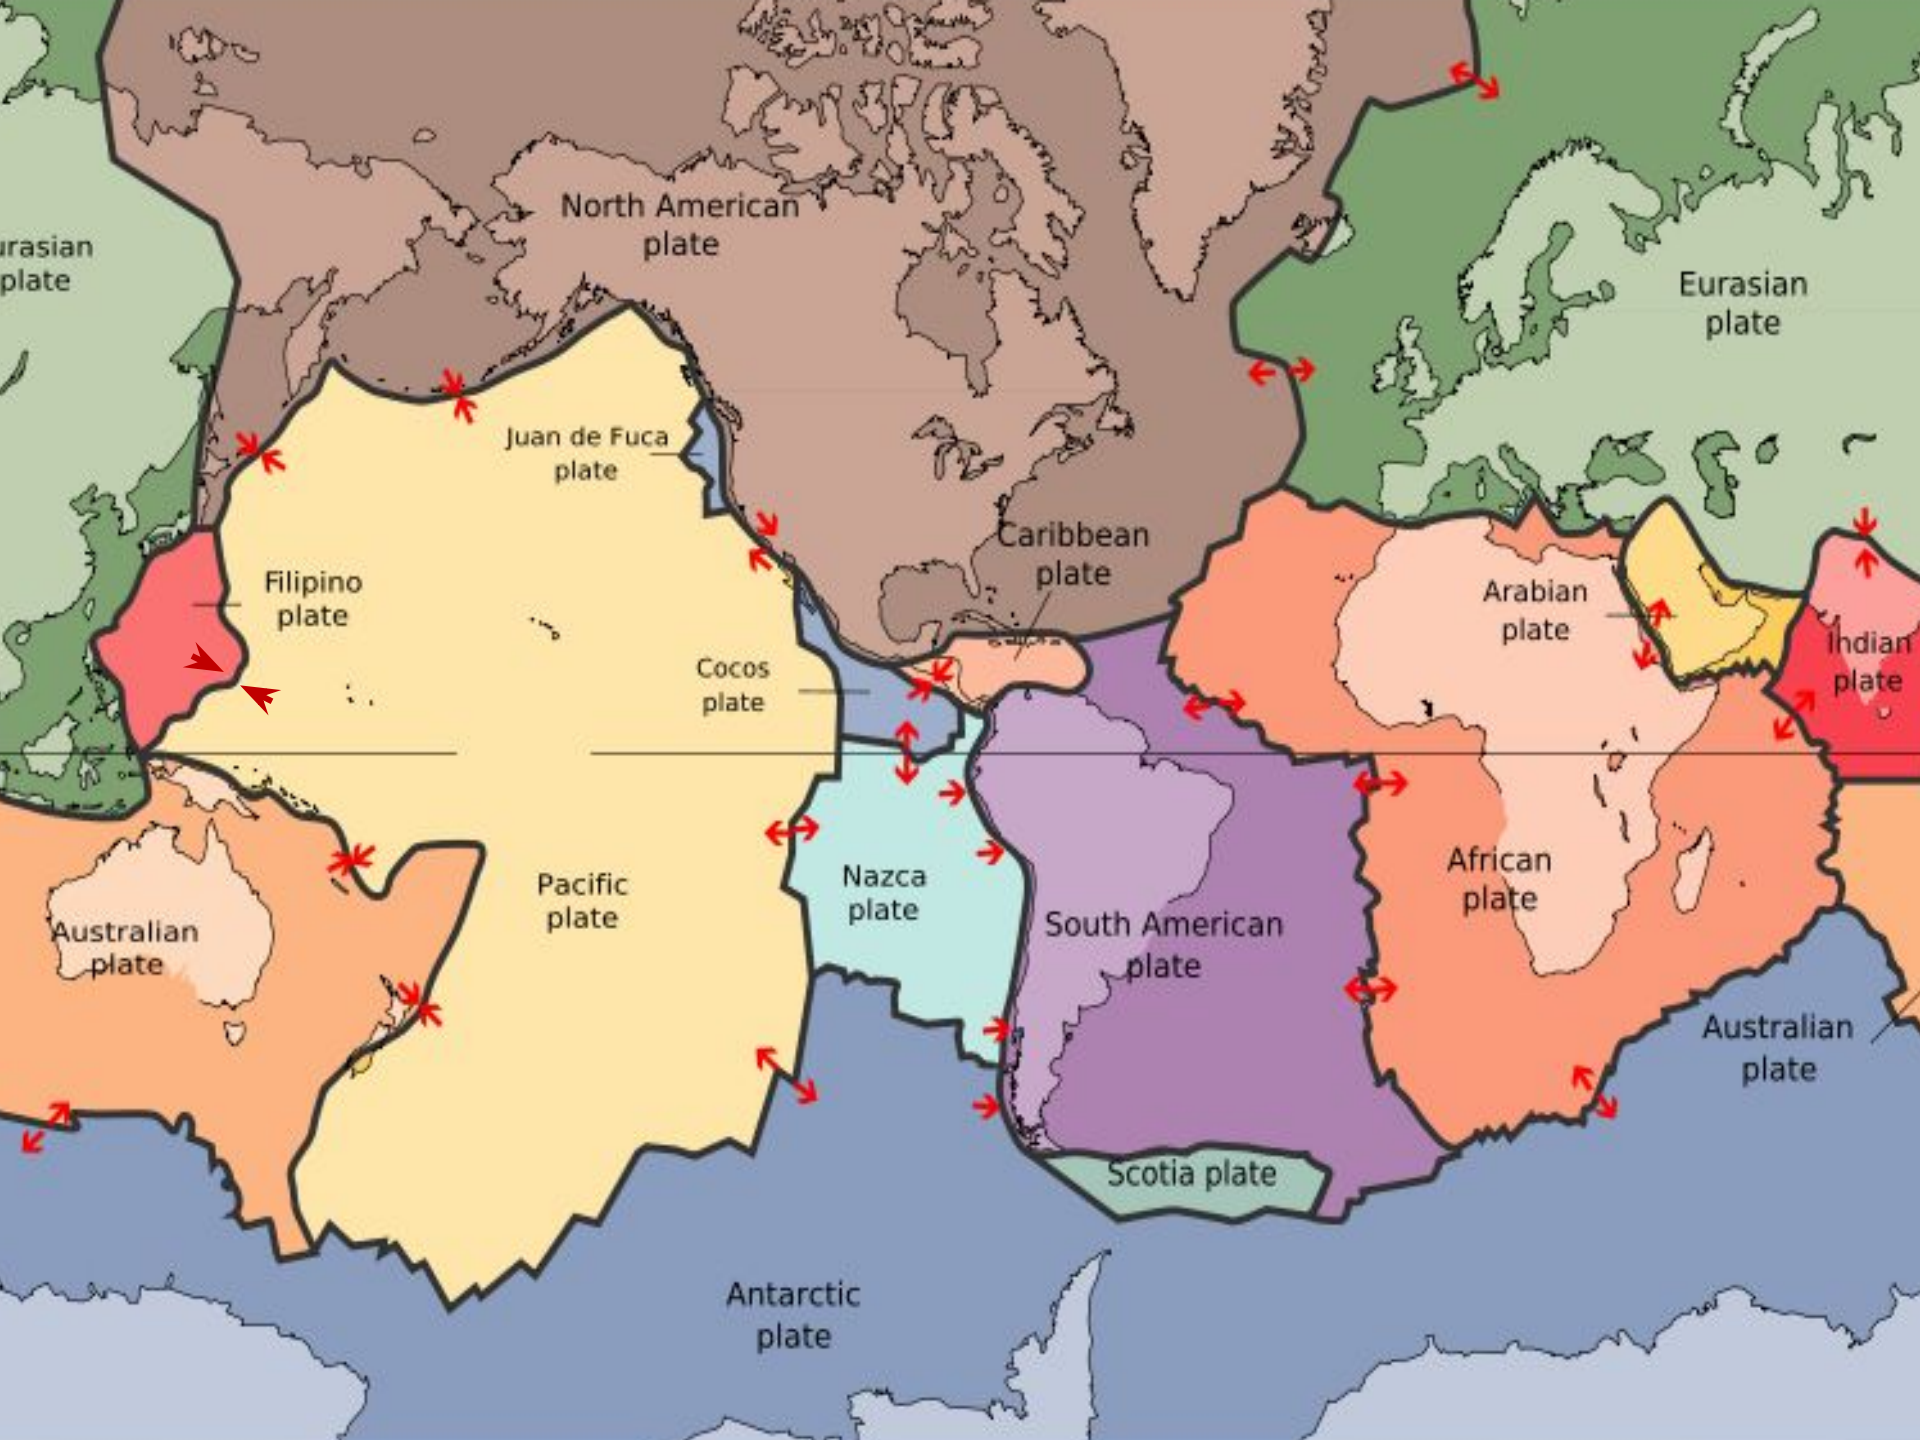 North American
plate
urasian
plate
Eurasian
plate
Juan de Fuca
plate
Caribbean
plate
Filipino
plate
Arabian
plate
Indian
plate
Cocos
plate
Nazca
plate
African
plate
Pacific
plate
South American
plate
Australian
plate
Australian
plate
Scotia plate
Antarctic
plate